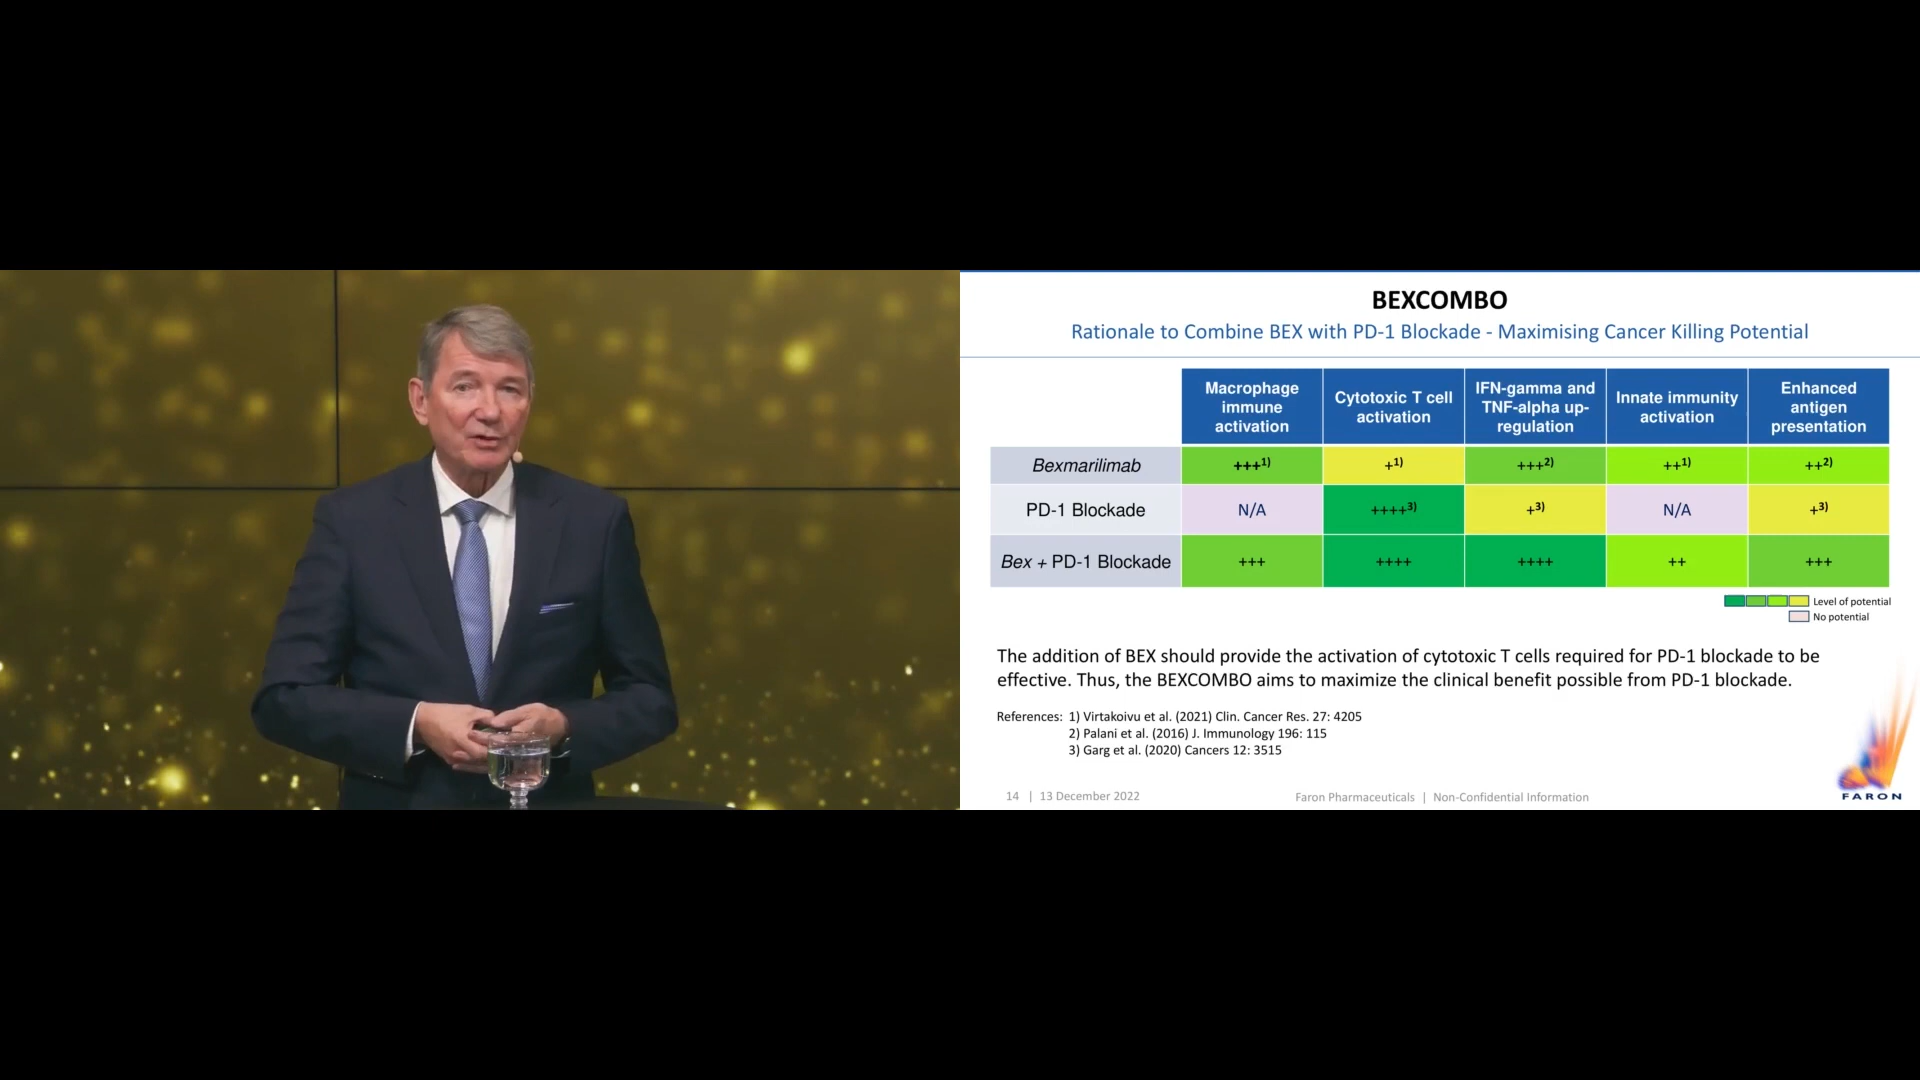 BEXCOMBO
Rationale to Combine BEX with PD-1 Blockade - Maximising Cancer Killing Potential
Macrophage immune activation
Cytotoxic T cell activation
IFN-gamma and TNF-alpha up-regulation
Innate immunity activation
Enhanced antigen presentation
Bexmarilimab +++1) +1) +++2) ++1) ++2)
PD-1 Blockade N/A ++++3) +3) N/A +3)
Bex + PD-1 Blockade +++ ++++ ++++ ++ +++
Level of potential
No potential
The addition of BEX should provide the activation of cytotoxic T cells required for PD-1 blockade to be
effective. Thus, the BEXCOMBO aims to maximize the clinical benefit possible from PD-1 blockade.
References: 1) Virtakoivu et al. (2021) Clin. Cancer Res. 27: 4205
2) Palani et al. (2016) J. Immunology 196: 115
3) Garg et al. (2020) Cancers 12: 3515
14 | 13 December 2022
Faron Pharmaceuticals | Non-Confidential Information
FARON